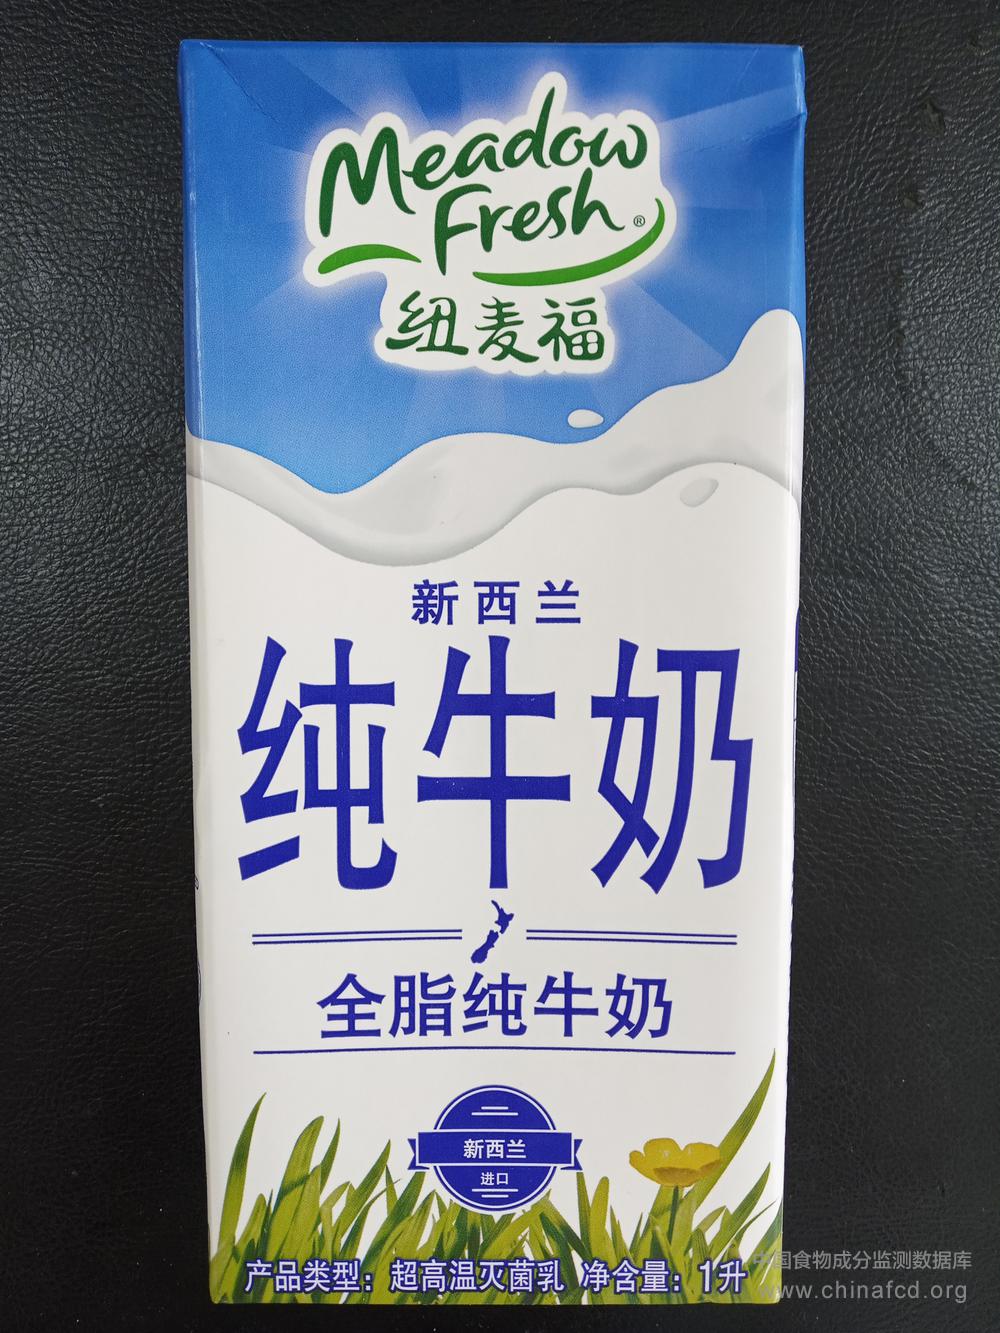 Meadow
Fresh®
纽麦福
新西兰
纯牛奶
全脂纯牛奶
新西兰
进口
产品类型：超高温灭菌乳 净含量：1升
中国食物成分监测数据库
www.chinafcd.org